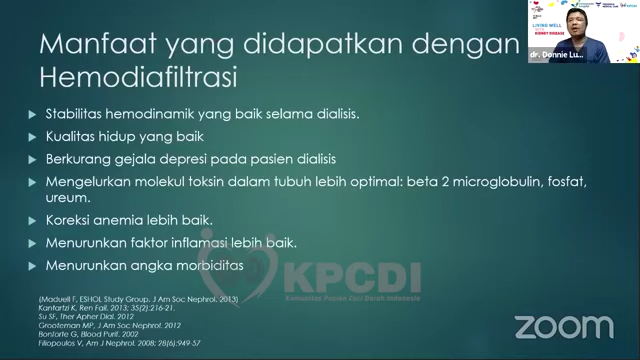 Manfaat yang didapatkan dengan
Hemodiafiltrasi
Stabilitas hemodinamik yang baik selama dialisis.
Kualitas hidup yang baik
Berkurang gejala depresi pada pasien dialisis
Mengelurkan molekul toksin dalam tubuh lebih optimal: beta 2 microglobulin, fosfat,
ureum.
Koreksi anemia lebih baik.
Menurunkan faktor inflamasi lebih baik.
Menurunkan angka morbiditas
KPCDI
Komunitas Pasien Cuci Darah Indonesia
(Maduell F, ESHOL Study Group. J Am Soc Nephrol. 2013)
Kantartzi K, Ren Fail. 2013; 35(2):216-21.
Su SF, Ther Apher Dial. 2012
Grooteman MP, J Am Soc Nephrol. 2012
Bonforte G, Blood Purif. 2002
Filiopoulos V, Am J Nephrol. 2008; 28(6):949-57
LIVING WELL
KIDNEY DISEASE
KPCDI
dr. Donnie Lu...
zoom